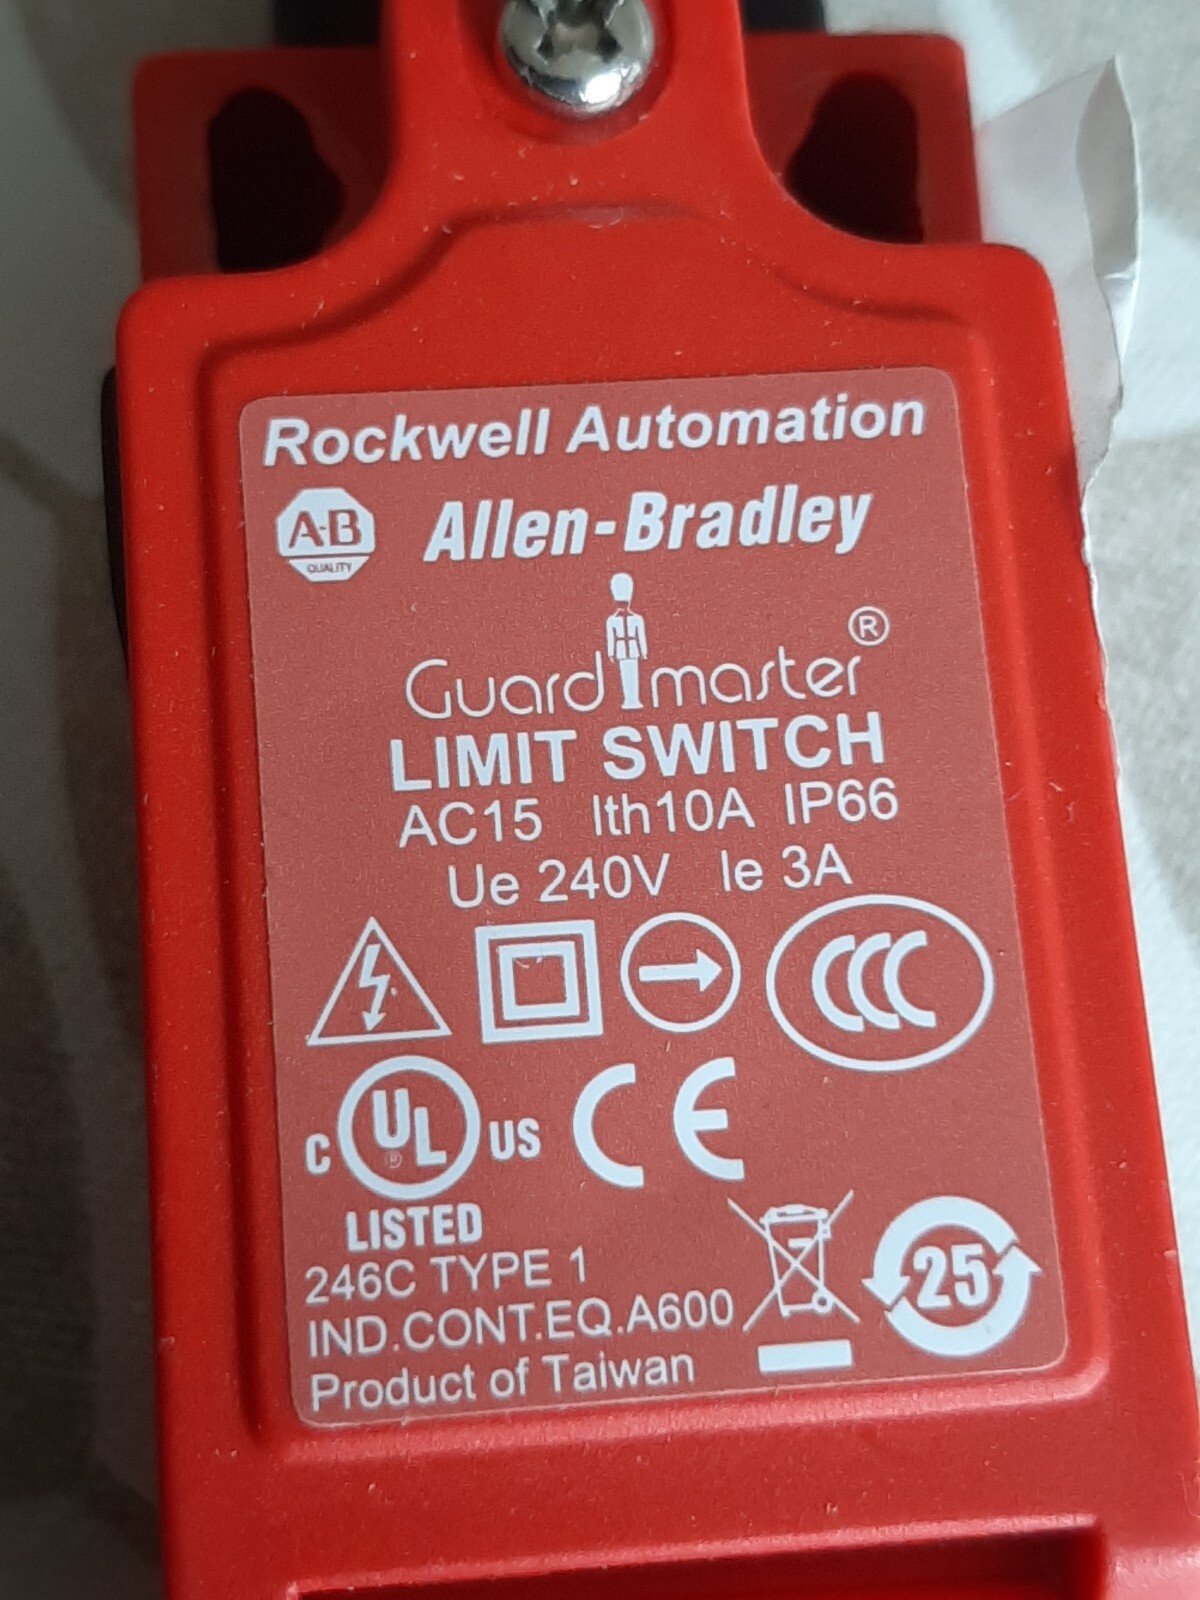 Rockwell Automation
A-B
QUALITY
Allen-Bradley
Guardmaster®
LIMIT SWITCH
AC15 Ith10A IP66
Ue 240V Ie 3A
CCC
C UL® US CE
LISTED
246C TYPE 1
IND.CONT.EQ.A600
Product of Taiwan
25